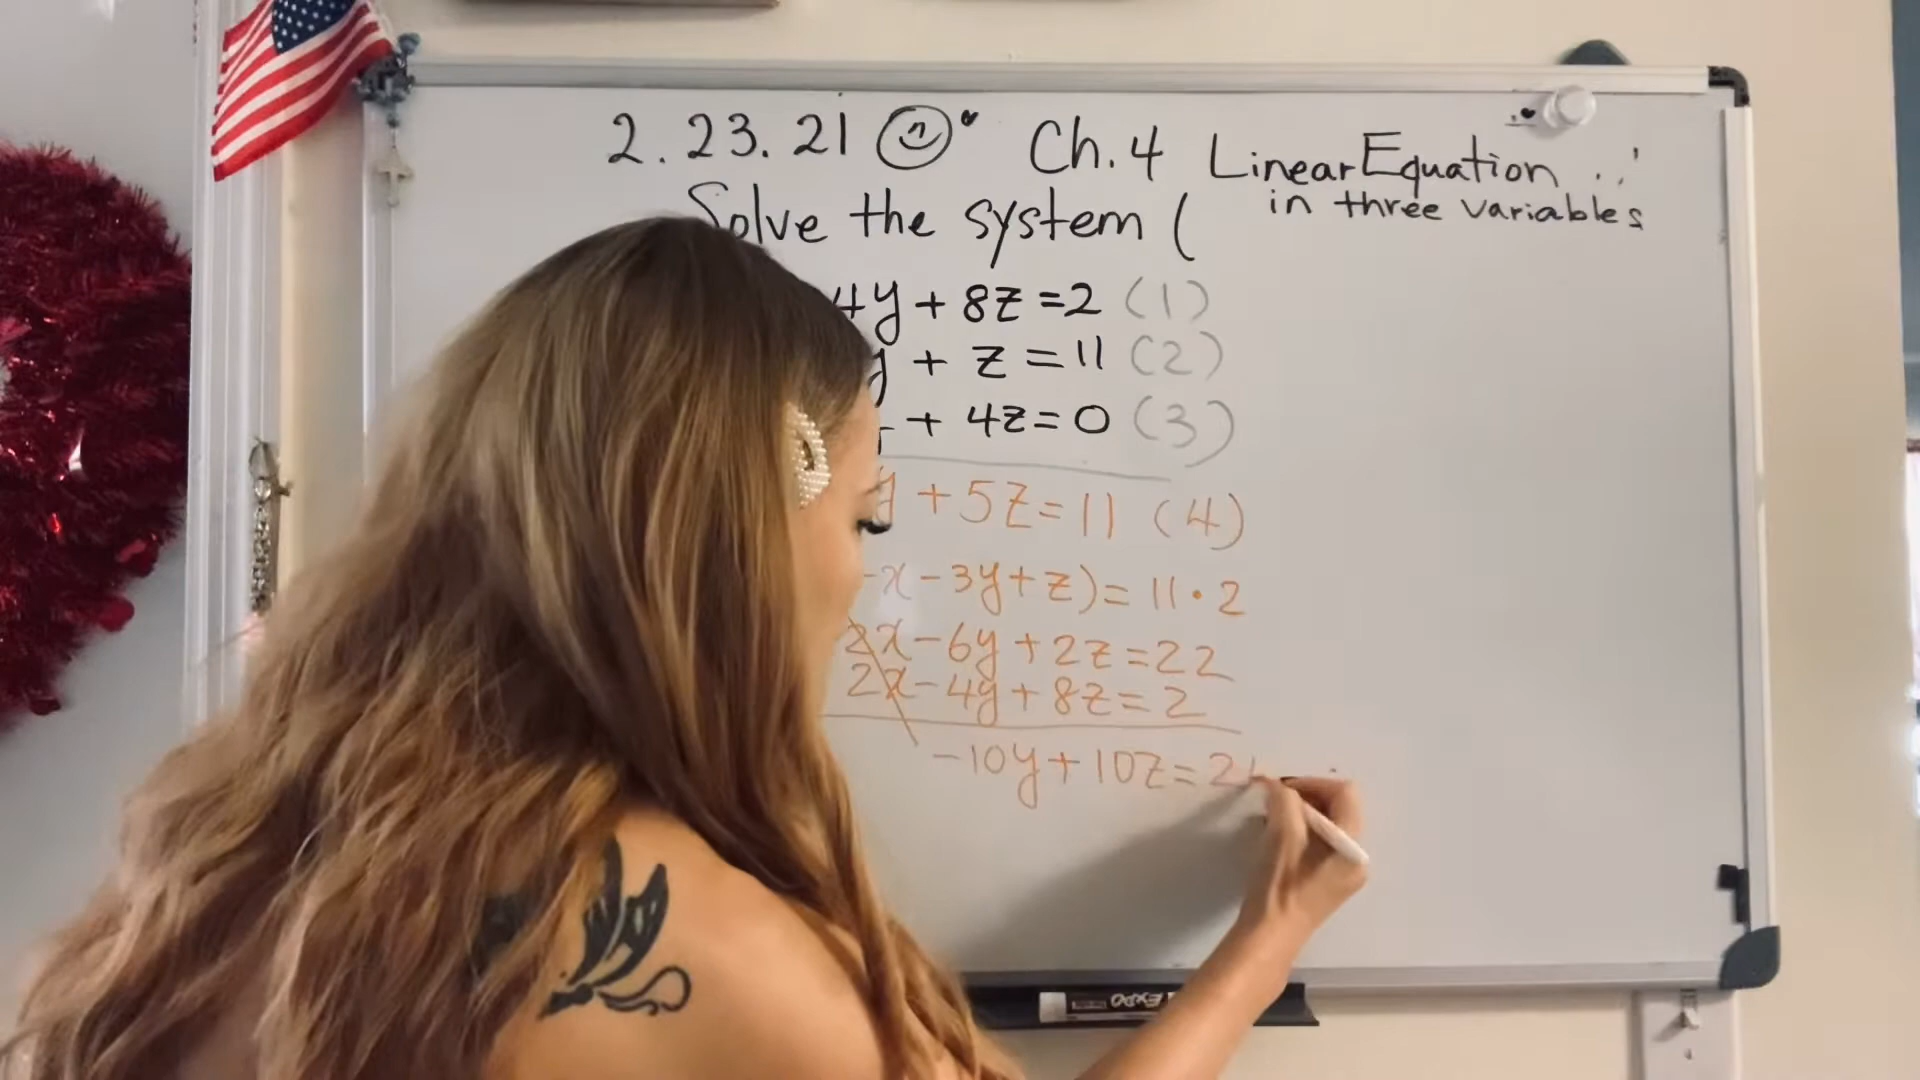 2.23.21 Ch.4 Linear Equation
in three variables
Solve the system (
4y + 8z = 2 (1)
y + z = 11 (2)
+ 4z = 0 (3)
y + 5z = 11 (4)
-x - 3y + z) = 11 • 2
2x - 6y + 2z = 22
2x - 4y + 8z = 2
-10y + 10z = 24
EXPO